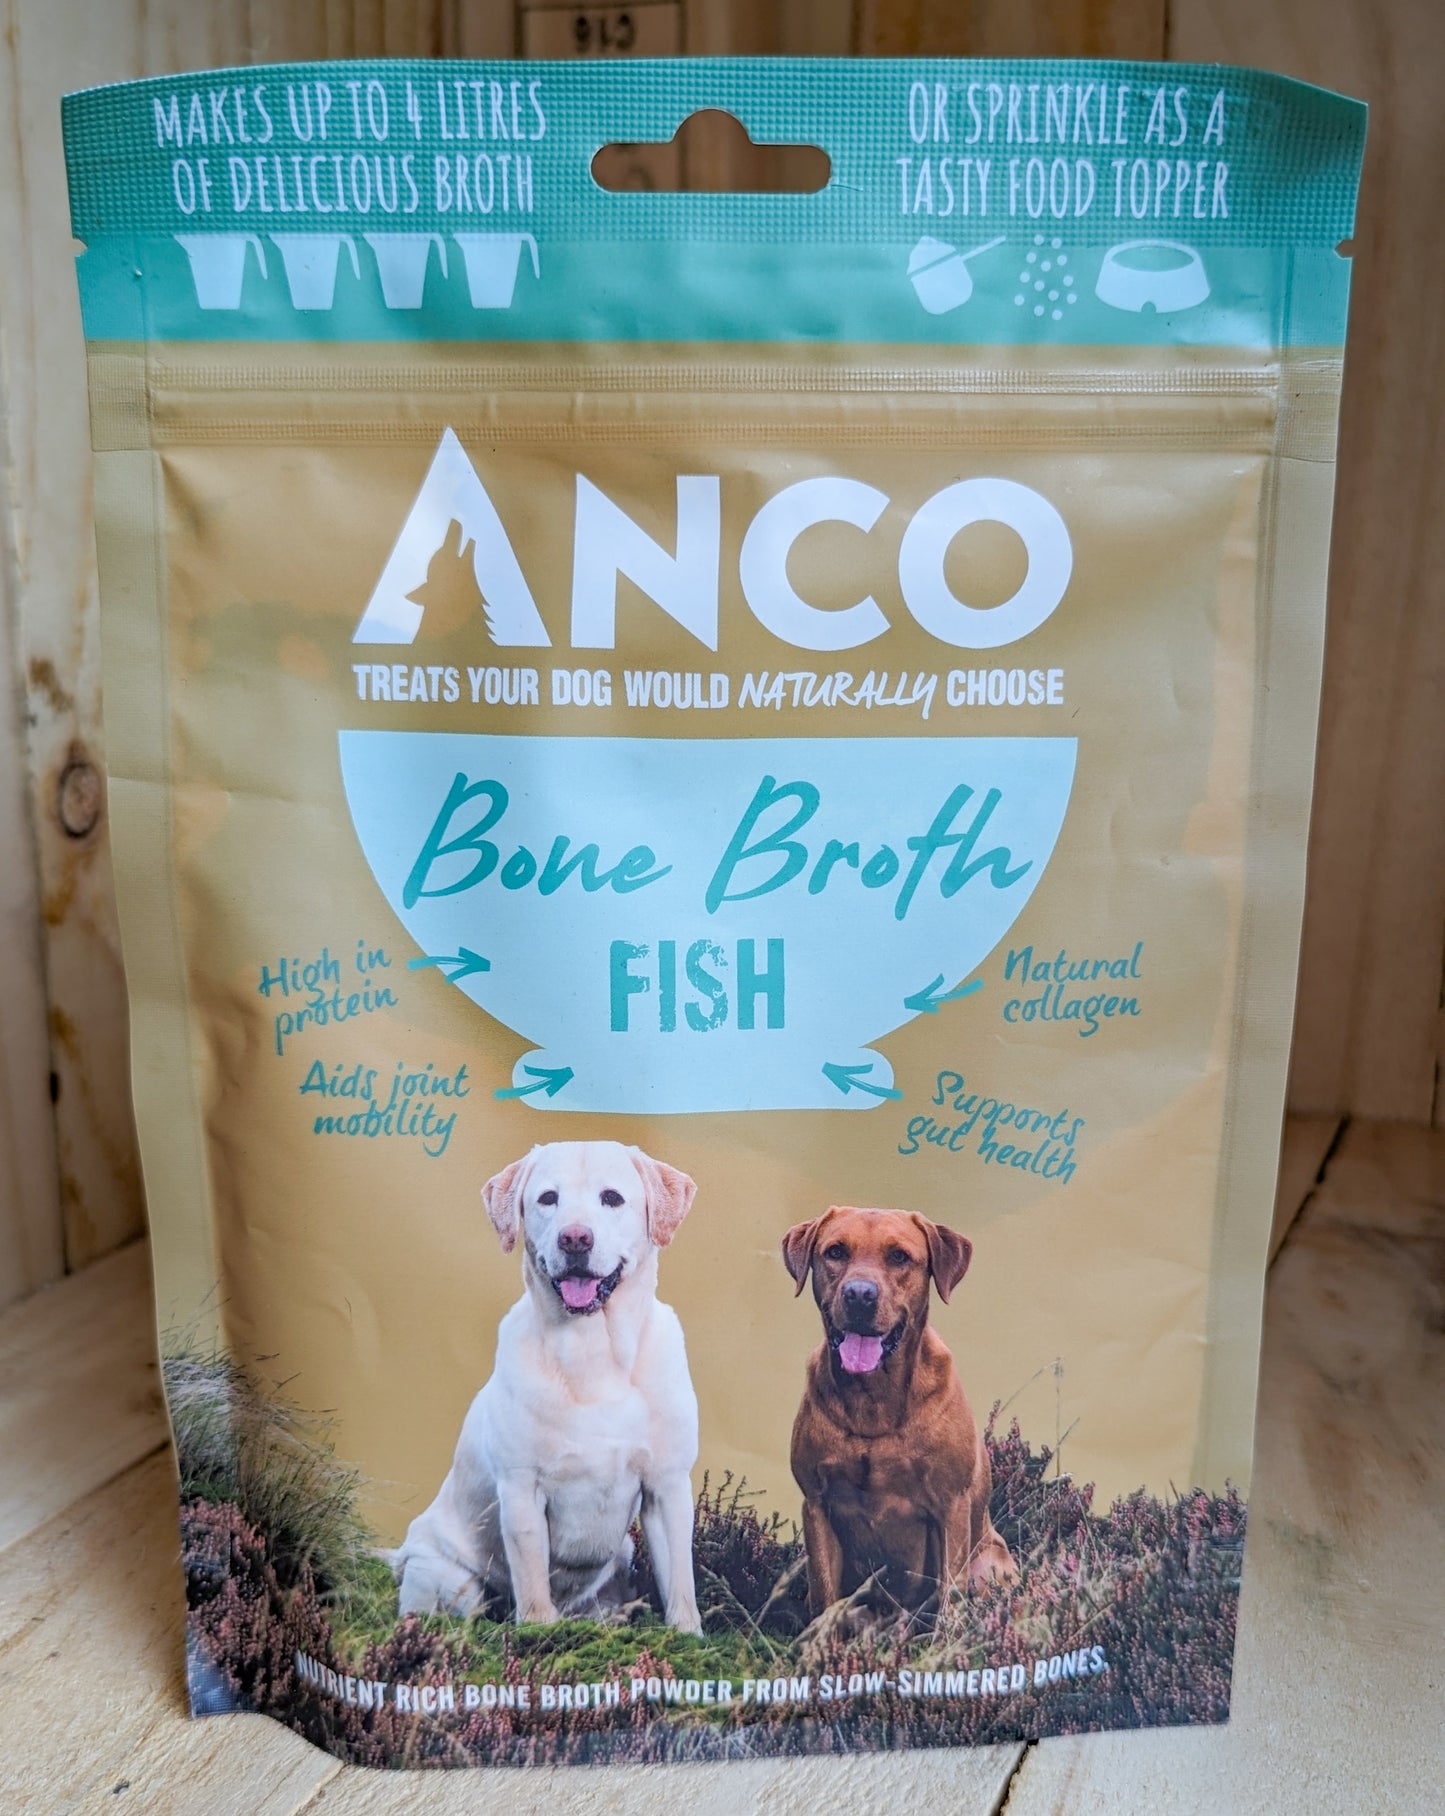 MAKES UP TO 4 LITRES
OF DELICIOUS BROTH
OR SPRINKLE AS A
TASTY FOOD TOPPER
ANCO
TREATS YOUR DOG WOULD NATURALLY CHOOSE
Bone Broth
FISH
High in
protein
Natural
collagen
Aids joint
mobility
Supports
gut health
NUTRIENT RICH BONE BROTH POWDER FROM SLOW-SIMMERED BONES.